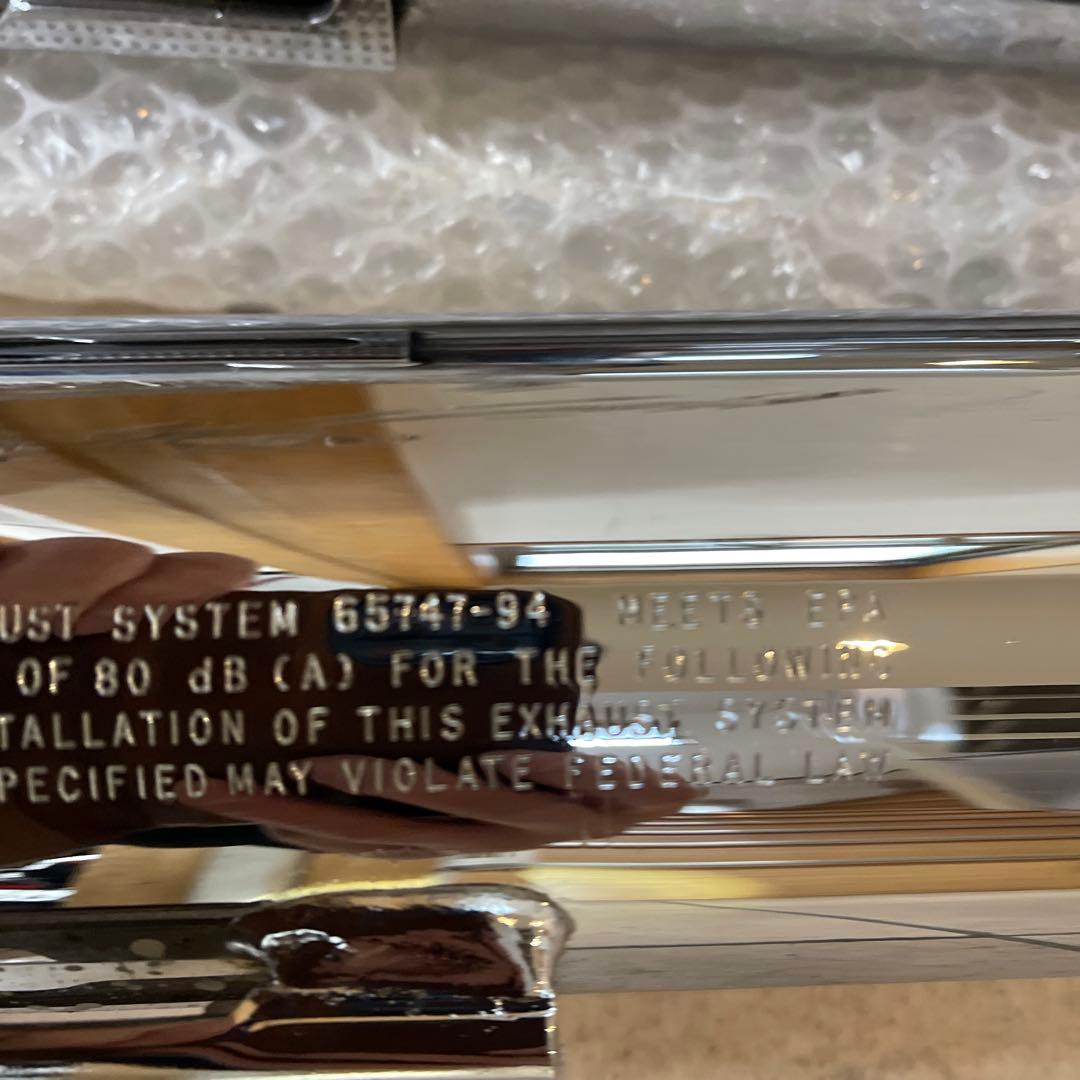 UST SYSTEM 65747-94 MEETS EPA
OF 80 dB (A) FOR THE FOLLOWING
TALLATION OF THIS EXHAUST SYSTEM
PECIFIED MAY VIOLATE FEDERAL LAW